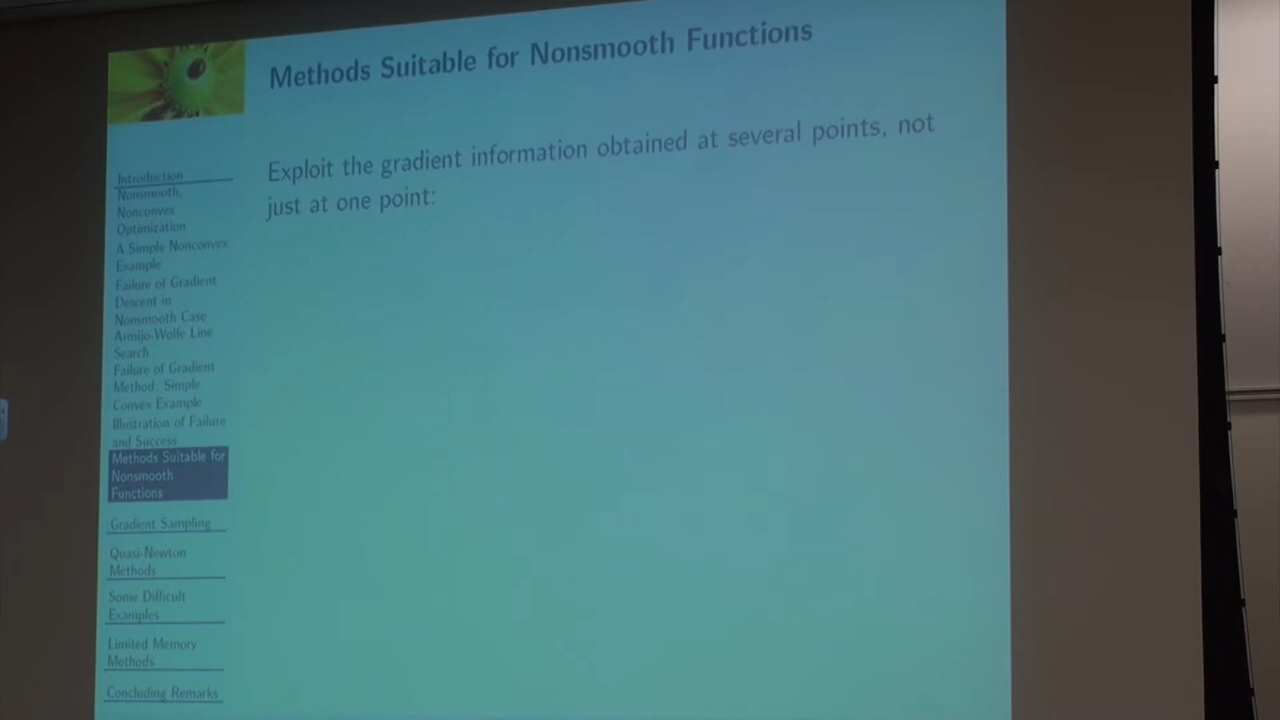 Methods Suitable for Nonsmooth Functions
Exploit the gradient information obtained at several points, not
just at one point:
Introduction
Nonsmooth,
Nonconvex
Optimization
A Simple Nonconvex
Example
Failure of Gradient
Descent in
Nonsmooth Case
Armijo-Wolfe Line
Search
Failure of Gradient
Method: Simple
Convex Example
Illustration of Failure
and Success
Methods Suitable for
Nonsmooth
Functions
Gradient Sampling
Quasi-Newton
Methods
Some Difficult
Examples
Limited Memory
Methods
Concluding Remarks